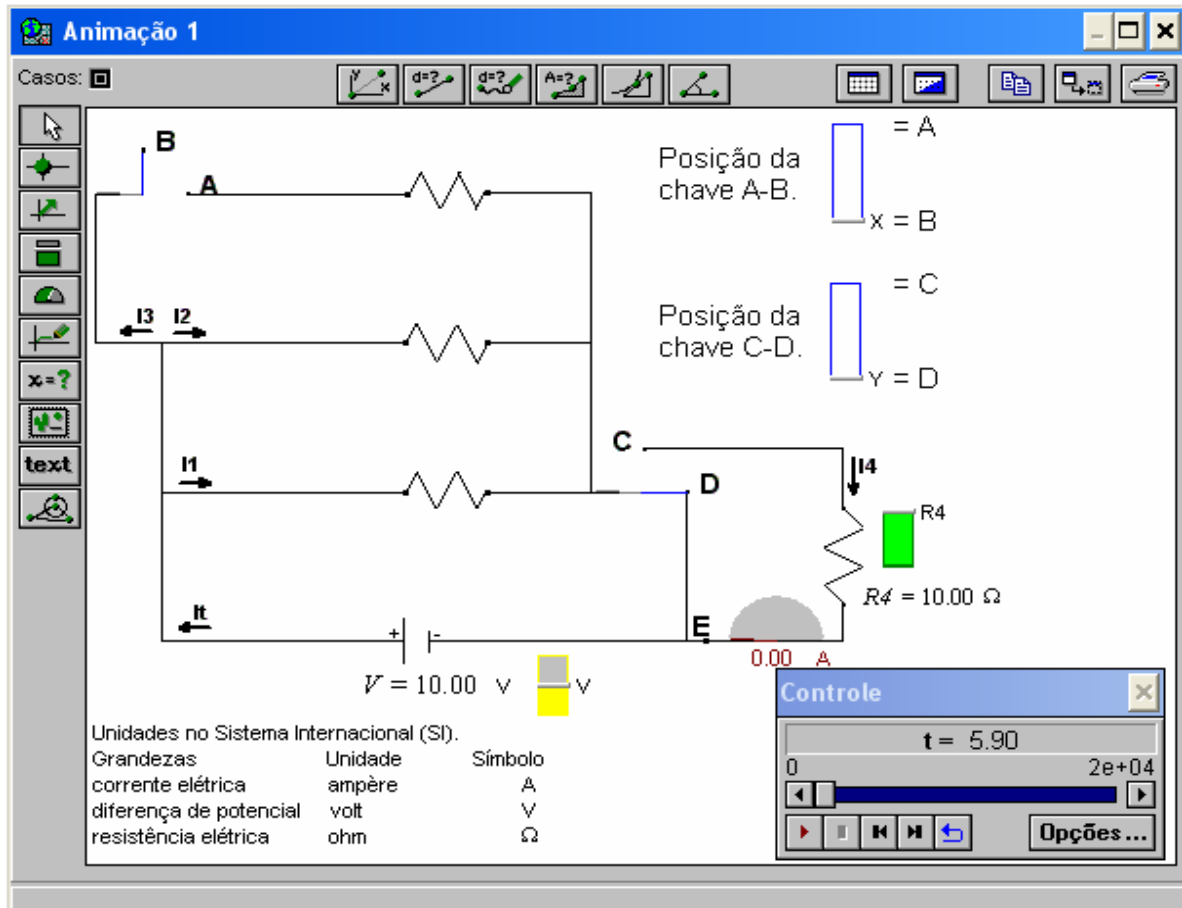 Animação 1
Casos:
y x d=? d=? A=?
x=?
text
B
A
I3 I2
I1
It
Posição da
chave A-B.
= A
X = B
Posição da
chave C-D.
= C
Y = D
C
D
I4
R4
R4 = 10.00 Ω
E
0.00 A
+ -
V = 10.00 V V
Unidades no Sistema Internacional (SI).
Grandezas Unidade Símbolo
corrente elétrica ampère A
diferença de potencial volt V
resistência elétrica ohm Ω
Controle
t = 5.90
0 2e+04
Opções...